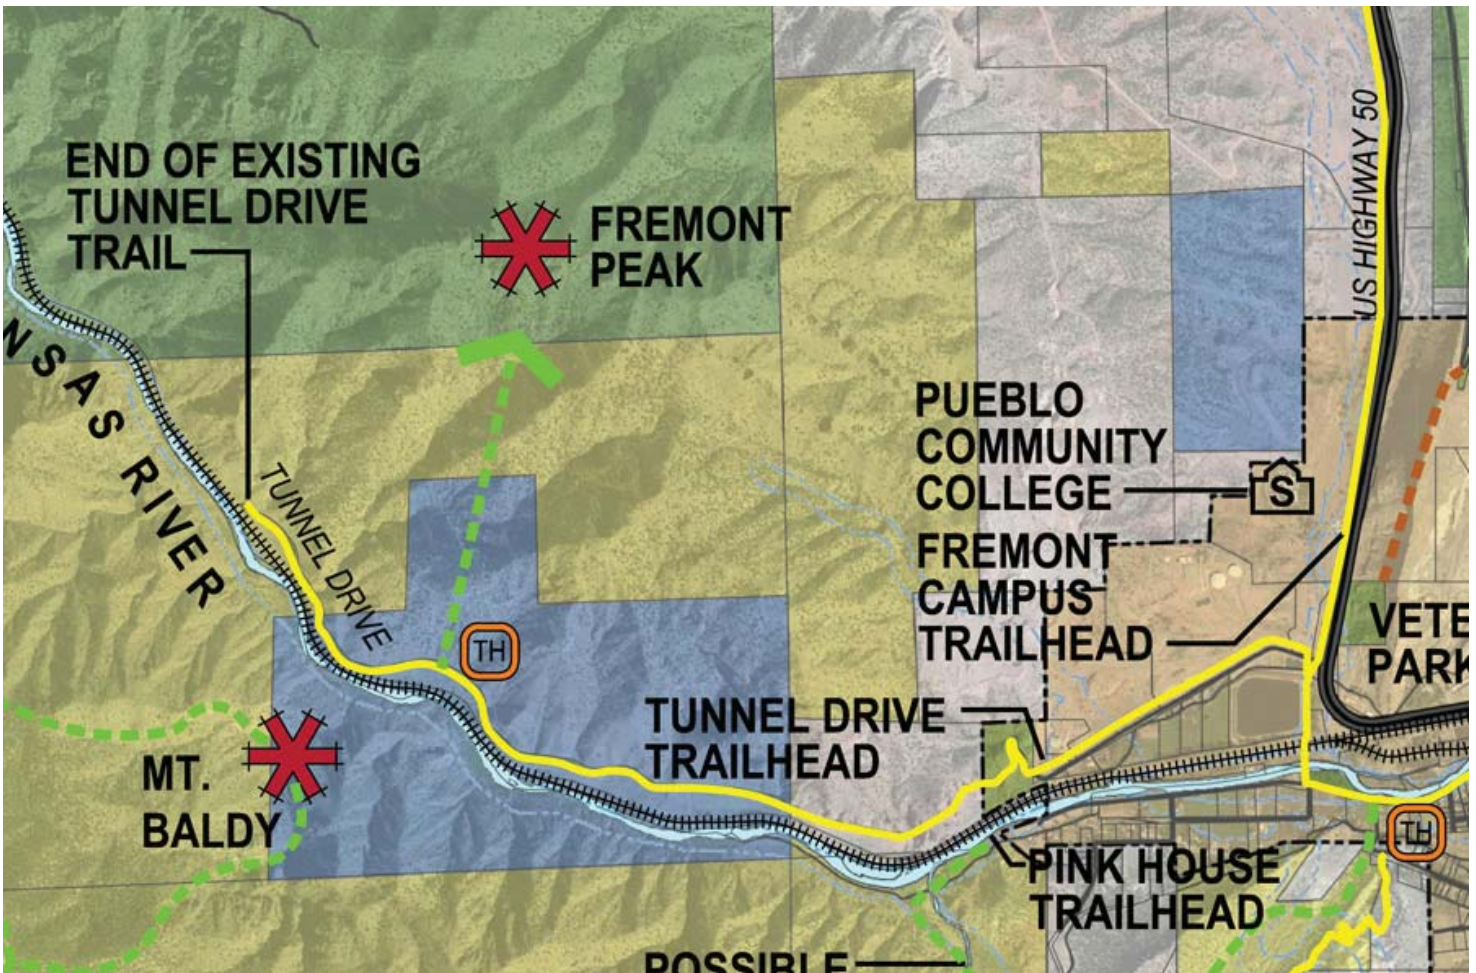 US HIGHWAY 50
END OF EXISTING
TUNNEL DRIVE
TRAIL
FREMONT
PEAK
NSAS RIVER
TUNNEL DRIVE
PUEBLO
COMMUNITY
COLLEGE
S
FREMONT
CAMPUS
TRAILHEAD
VETE
PARK
TH
TUNNEL DRIVE
TRAILHEAD
MT.
BALDY
TH
PINK HOUSE
TRAILHEAD
POSSIBLE